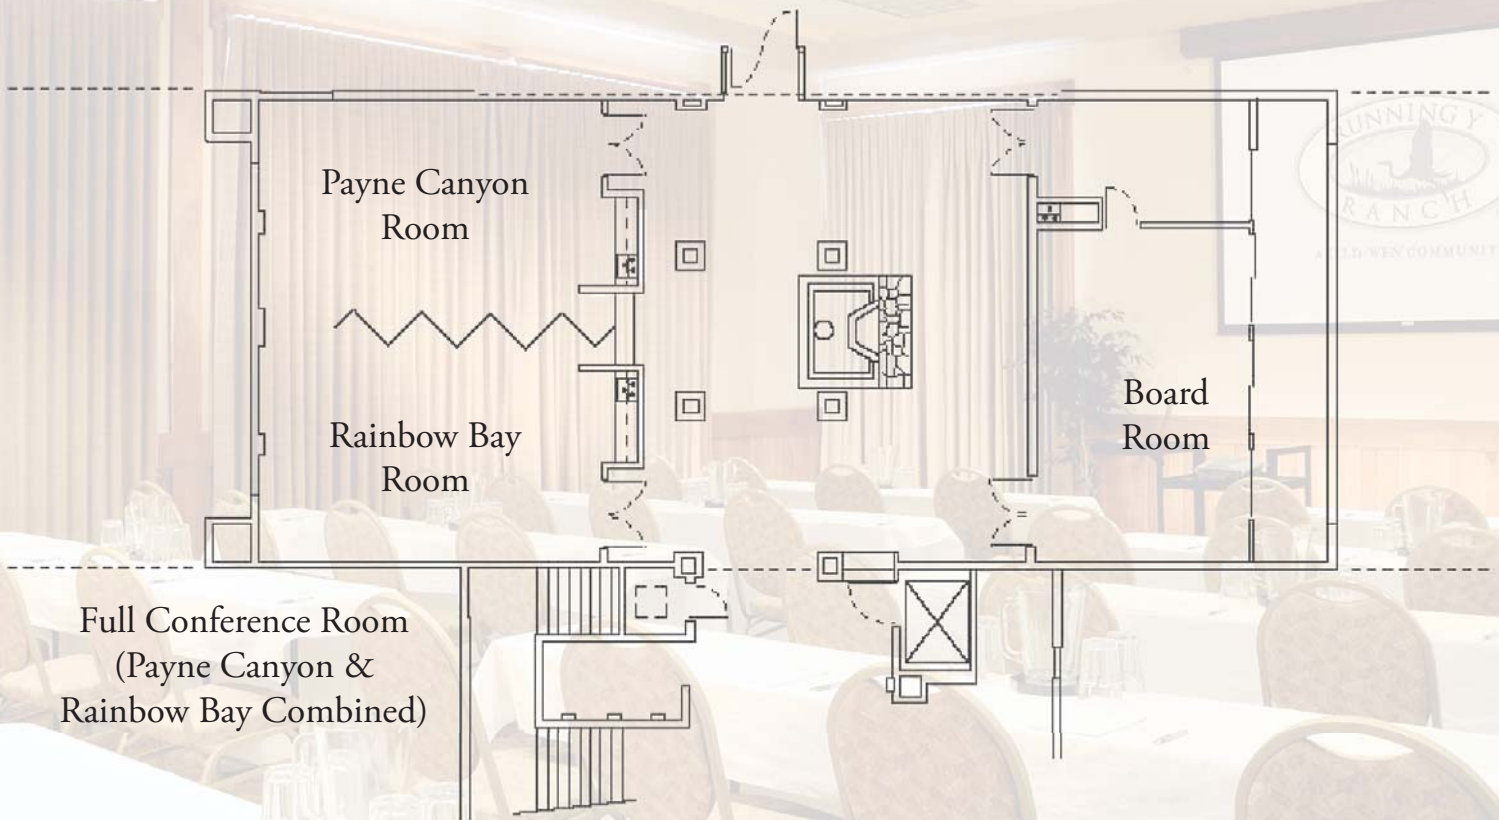 Payne Canyon
Room
Rainbow Bay
Room
Board
Room
Full Conference Room
(Payne Canyon &
Rainbow Bay Combined)
RUNNING Y
RANCH